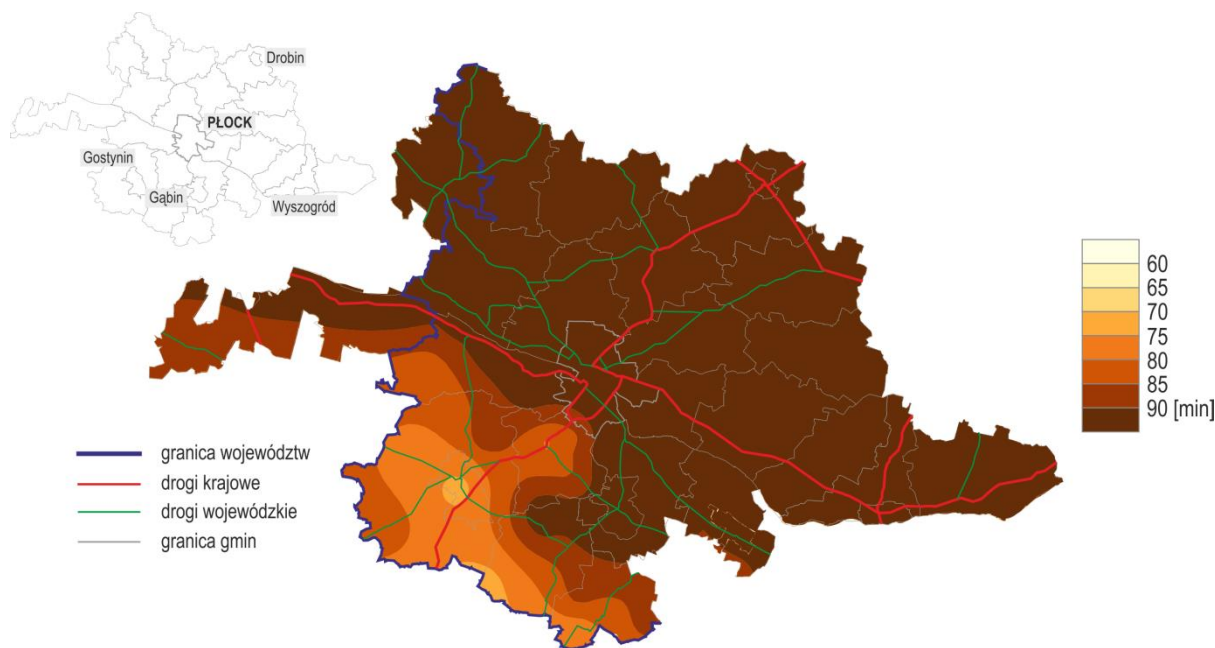 Drobin
PŁOCK
Gostynin
Gąbin
Wyszogród
60
65
70
75
80
85
90 [min]
granica województw
drogi krajowe
drogi wojewódzkie
granica gmin